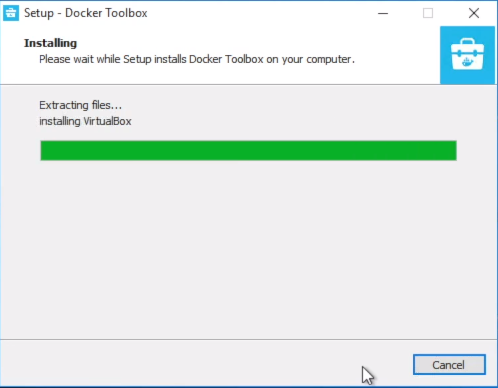 Setup - Docker Toolbox
Installing
Please wait while Setup installs Docker Toolbox on your computer.
Extracting files...
installing VirtualBox
Cancel